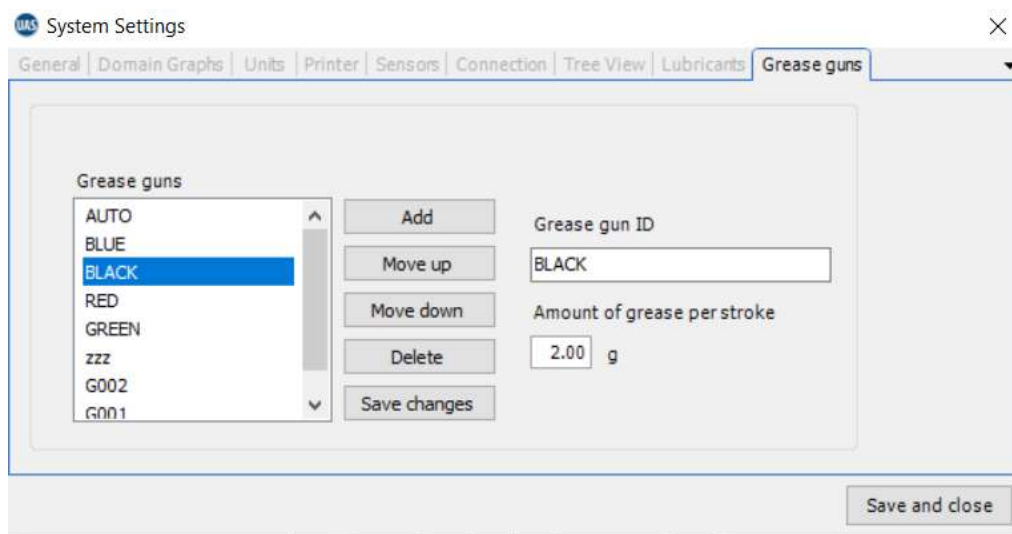 UAS System Settings
General Domain Graphs Units Printer Sensors Connection Tree View Lubricants Grease guns
Grease guns
AUTO
BLUE
BLACK
RED
GREEN
zzz
G002
G001
Add
Move up
Move down
Delete
Save changes
Grease gun ID
BLACK
Amount of grease per stroke
2.00 g
Save and close